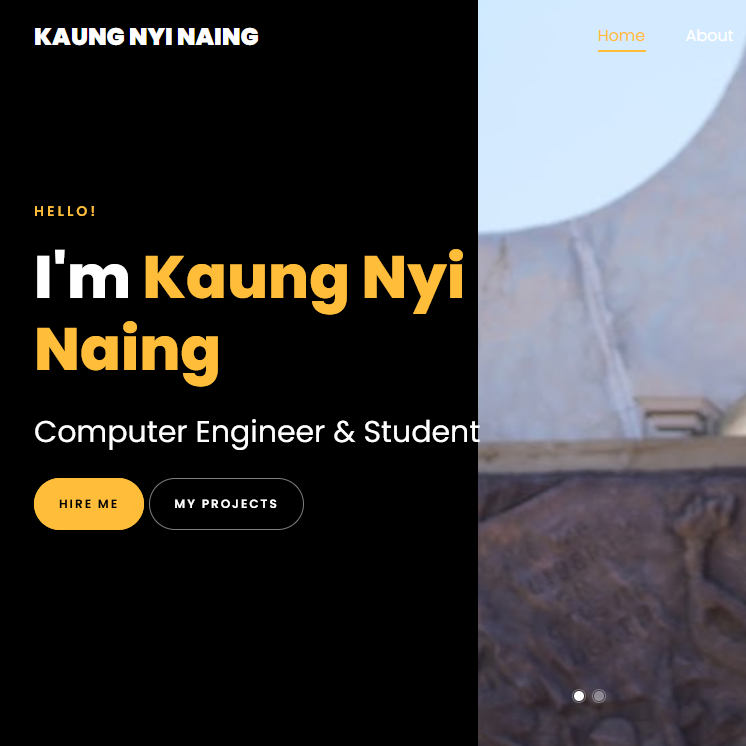 KAUNG NYI NAING
Home
About
HELLO!
I'm Kaung Nyi
Naing
Computer Engineer & Student
HIRE ME
MY PROJECTS